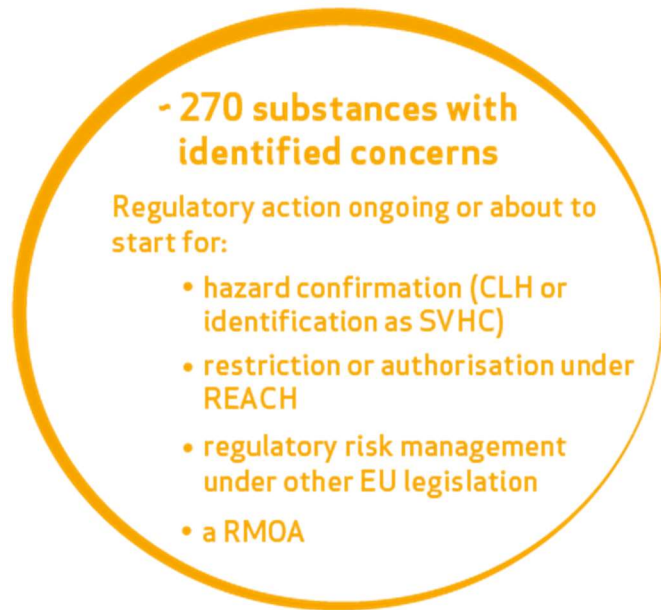 ~ 270 substances with
identified concerns
Regulatory action ongoing or about to
start for:
• hazard confirmation (CLH or
identification as SVHC)
• restriction or authorisation under
REACH
• regulatory risk management
under other EU legislation
• a RMOA